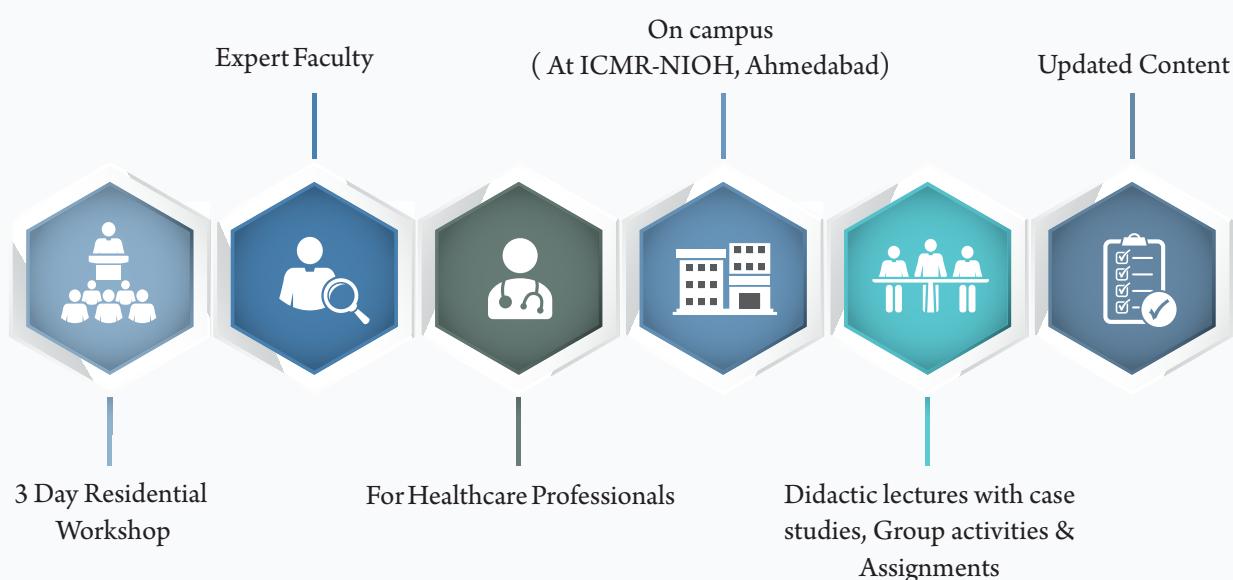 Expert Faculty
On campus
( At ICMR-NIOH, Ahmedabad)
Updated Content
3 Day Residential
Workshop
For Healthcare Professionals
Didactic lectures with case
studies, Group activities &
Assignments